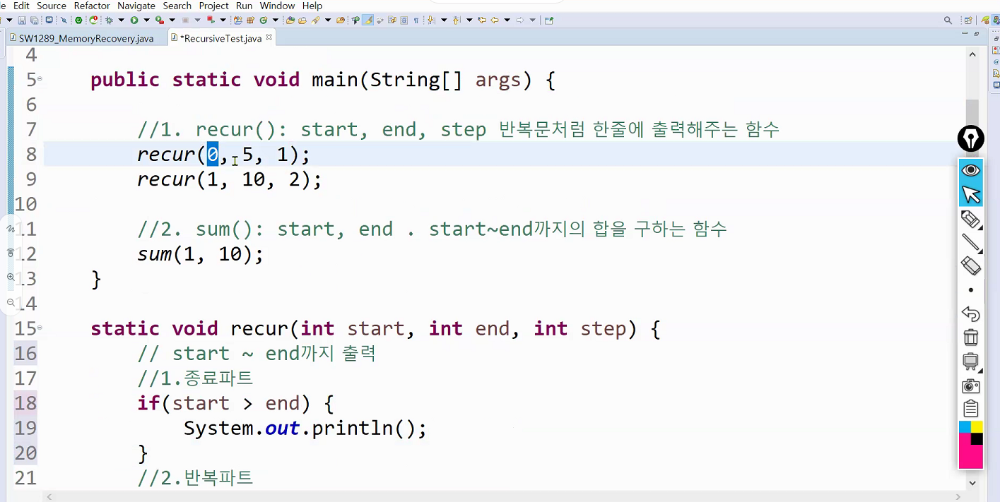 Edit Source Refactor Navigate Search Project Run Window Help
SW1289_MemoryRecovery.java *RecursiveTest.java
4
5 public static void main(String[] args) {
6
7 //1. recur(): start, end, step 반복문처럼 한줄에 출력해주는 함수
8 recur(0, 5, 1);
9 recur(1, 10, 2);
10
11 //2. sum(): start, end . start~end까지의 합을 구하는 함수
12 sum(1, 10);
13 }
14
15 static void recur(int start, int end, int step) {
16 // start ~ end까지 출력
17 //1.종료파트
18 if(start > end) {
19 System.out.println();
20 }
21 //2.반복파트